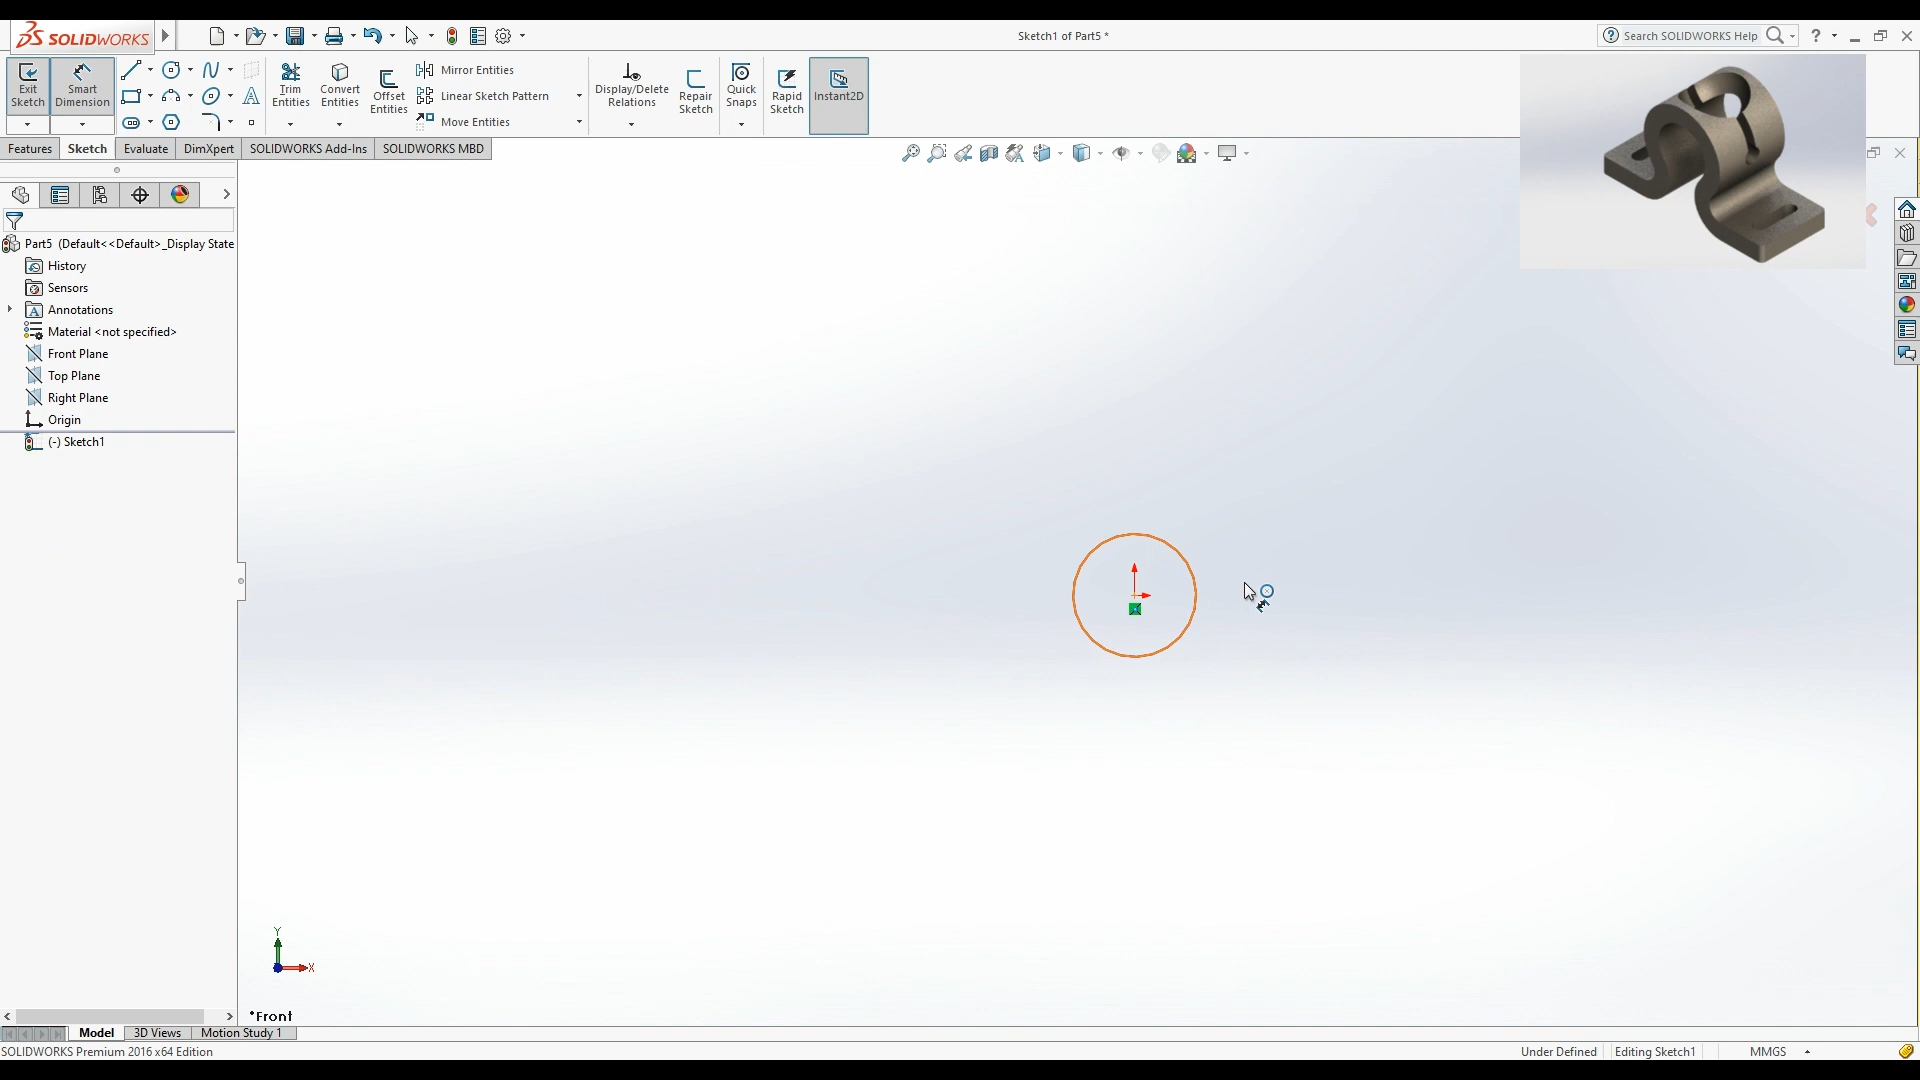 SOLIDWORKS
Sketch1 of Part5 *
Search SOLIDWORKS Help
?
Exit Sketch
Smart Dimension
A
Trim Entities
Convert Entities
Offset Entities
Mirror Entities
Linear Sketch Pattern
Move Entities
Display/Delete Relations
Repair Sketch
Quick Snaps
Rapid Sketch
Instant2D
Features
Sketch
Evaluate
DimXpert
SOLIDWORKS Add-Ins
SOLIDWORKS MBD
Part5 (Default<<Default>_Display State
History
Sensors
Annotations
Material <not specified>
Front Plane
Top Plane
Right Plane
Origin
(-) Sketch1
Y
X
*Front
Model
3D Views
Motion Study 1
SOLIDWORKS Premium 2016 x64 Edition
Under Defined
Editing Sketch1
MMGS